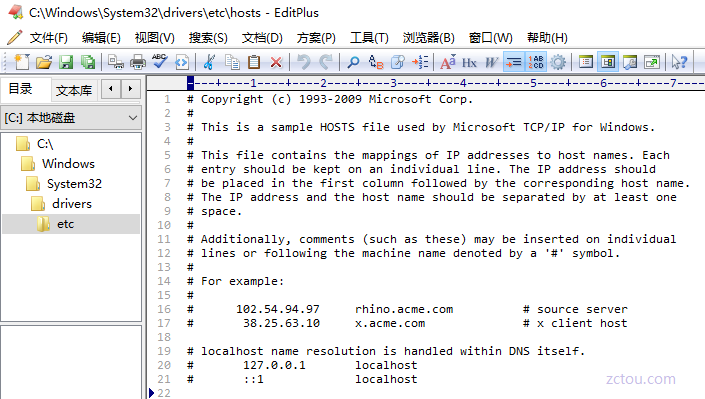 C:\Windows\System32\drivers\etc\hosts - EditPlus
文件(F) 编辑(E) 视图(V) 搜索(S) 文档(D) 方案(P) 工具(T) 浏览器(B) 窗口(W) 帮助(H)
目录 文本库
[C:] 本地磁盘
C:\
Windows
System32
drivers
etc
----+----1----+----2----+----3----+----4----+----5----+----6----+----7----
1 # Copyright (c) 1993-2009 Microsoft Corp.
2 #
3 # This is a sample HOSTS file used by Microsoft TCP/IP for Windows.
4 #
5 # This file contains the mappings of IP addresses to host names. Each
6 # entry should be kept on an individual line. The IP address should
7 # be placed in the first column followed by the corresponding host name.
8 # The IP address and the host name should be separated by at least one
9 # space.
10 #
11 # Additionally, comments (such as these) may be inserted on individual
12 # lines or following the machine name denoted by a '#' symbol.
13 #
14 # For example:
15 #
16 #      102.54.94.97     rhino.acme.com          # source server
17 #       38.25.63.10     x.acme.com              # x client host
18
19 # localhost name resolution is handled within DNS itself.
20 #       127.0.0.1       localhost
21 #       ::1             localhost
22
zctou.com